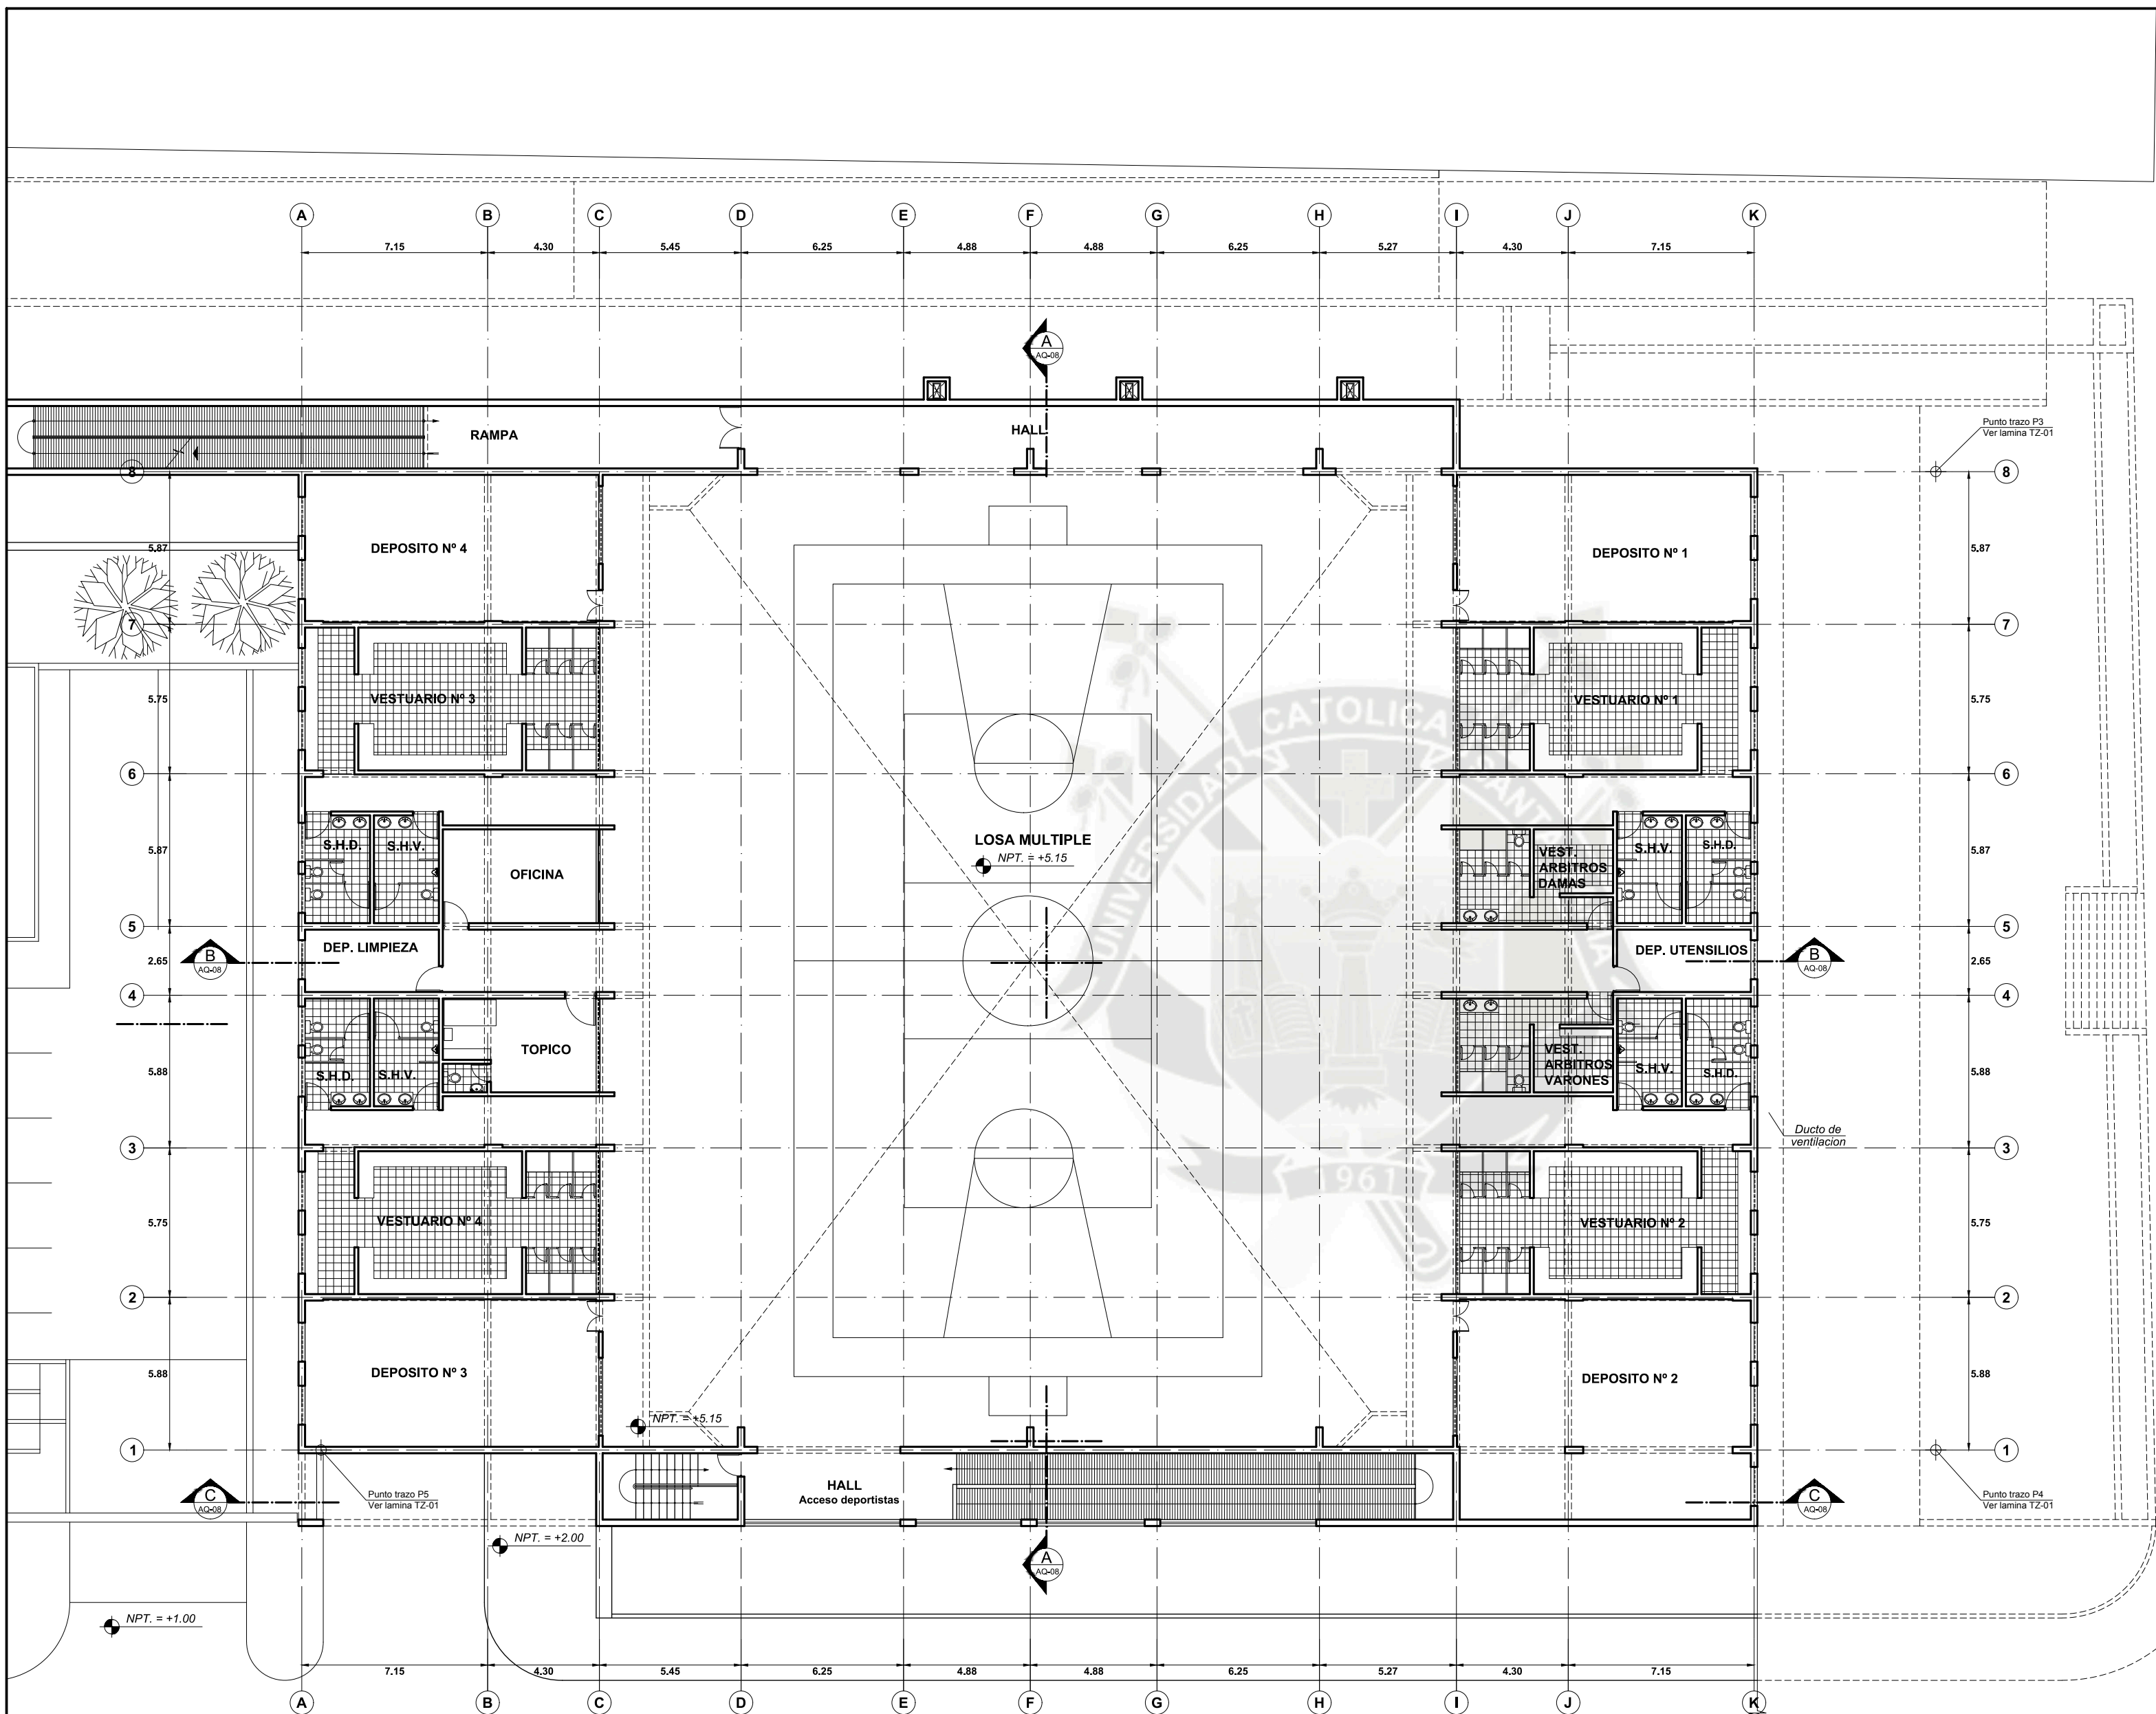 A B C D E F G H I J K
7.15 4.30 5.45 6.25 4.88 4.88 6.25 5.27 4.30 7.15
A
AQ-08
RAMPA
HALL
Punto trazo P3
Ver lamina TZ-01
8
8
DEPOSITO Nº 4
DEPOSITO Nº 1
5.87
5.87
7
7
VESTUARIO Nº 3
VESTUARIO Nº 1
5.75
5.75
6
6
UNIVERSIDAD CATOLICA SANTA MARIA
LOSA MULTIPLE
NPT. = +5.15
S.H.D.
S.H.V.
OFICINA
VEST.
ARBITROS
DAMAS
S.H.V.
S.H.D.
5.87
5.87
5
5
DEP. LIMPIEZA
DEP. UTENSILIOS
B
AQ-08
B
AQ-08
2.65
2.65
4
4
TOPICO
S.H.D.
S.H.V.
VEST.
ARBITROS
VARONES
S.H.V.
S.H.D.
5.88
5.88
Ducto de
ventilacion
3
3
1961
VESTUARIO Nº 4
VESTUARIO Nº 2
5.75
5.75
2
2
DEPOSITO Nº 3
DEPOSITO Nº 2
5.88
5.88
NPT. = +5.15
1
1
HALL
Acceso deportistas
Punto trazo P5
Ver lamina TZ-01
Punto trazo P4
Ver lamina TZ-01
C
AQ-08
C
AQ-08
NPT. = +2.00
A
AQ-08
NPT. = +1.00
7.15 4.30 5.45 6.25 4.88 4.88 6.25 5.27 4.30 7.15
A B C D E F G H I J K